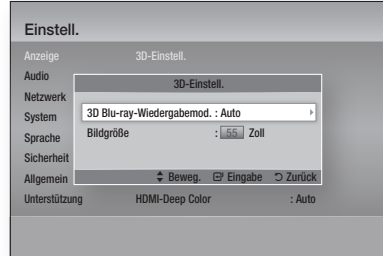 Einstell.
Anzeige 3D-Einstell.
Audio
3D-Einstell.
Netzwerk
System
3D Blu-ray-Wiedergabemod. : Auto
Sprache
Bildgröße : 55 Zoll
Sicherheit
Allgemein
Beweg. Eingabe Zurück
Unterstützung HDMI-Deep Color : Auto